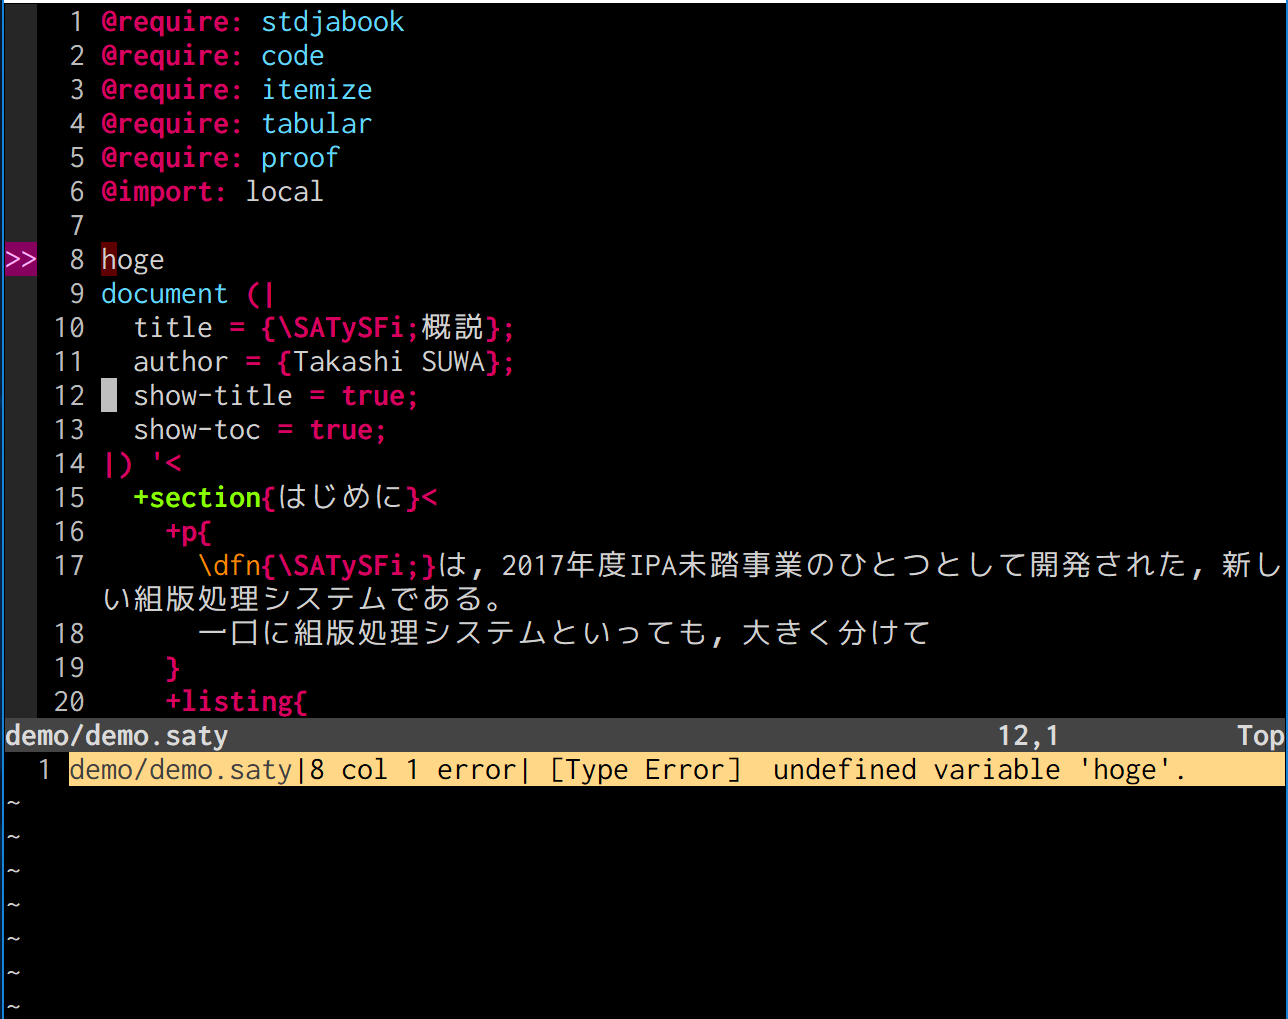 1 @require: stdjabook
2 @require: code
3 @require: itemize
4 @require: tabular
5 @require: proof
6 @import: local
7
>> 8 hoge
9 document (|
10   title = {\SATySFi;概説};
11   author = {Takashi SUWA};
12   show-title = true;
13   show-toc = true;
14 |) '<
15   +section{はじめに}<
16     +p{
17       \dfn{\SATySFi;}は, 2017年度IPA未踏事業のひとつとして開発された, 新し
い組版処理システムである。
18       一口に組版処理システムといっても, 大きく分けて
19     }
20     +listing{
demo/demo.saty 12,1 Top
1 demo/demo.saty|8 col 1 error| [Type Error]  undefined variable 'hoge'.
~
~
~
~
~
~
~